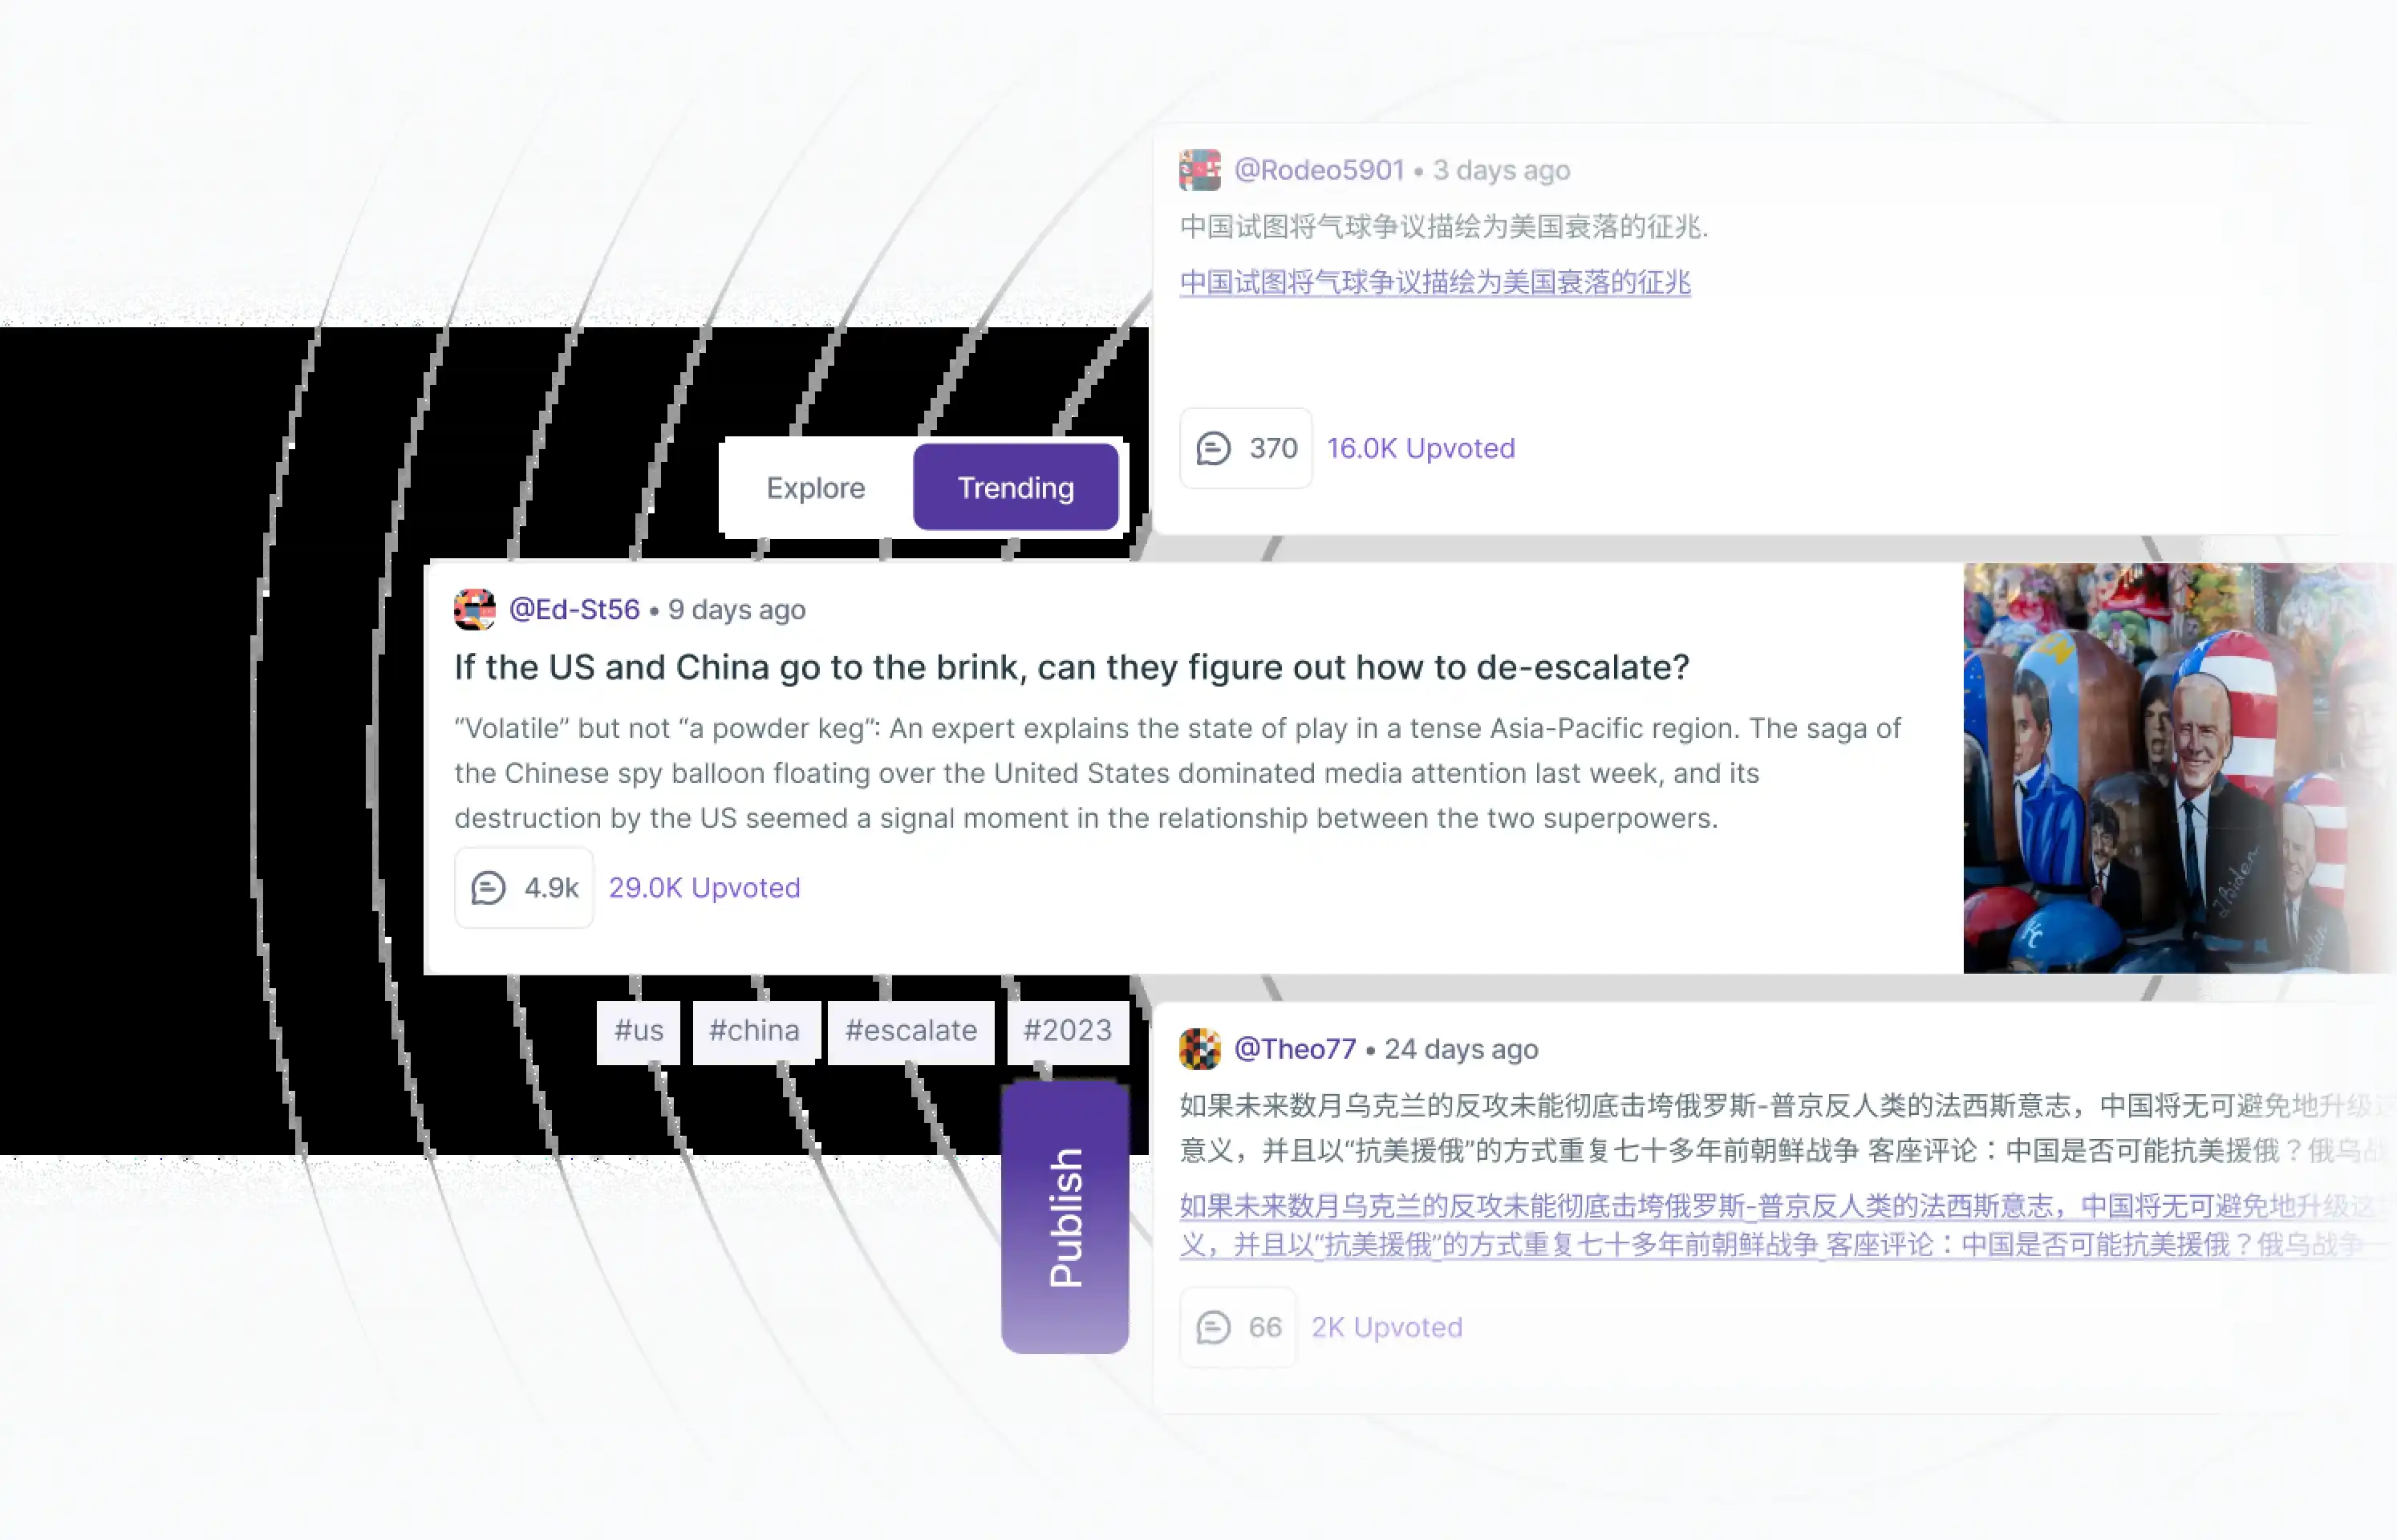 @Rodeo5901 • 3 days ago
中国试图将气球争议描绘为美国衰落的征兆.
中国试图将气球争议描绘为美国衰落的征兆
370 16.0K Upvoted
Explore Trending
@Ed-St56 • 9 days ago
If the US and China go to the brink, can they figure out how to de-escalate?
“Volatile” but not “a powder keg”: An expert explains the state of play in a tense Asia-Pacific region. The saga of
the Chinese spy balloon floating over the United States dominated media attention last week, and its
destruction by the US seemed a signal moment in the relationship between the two superpowers.
4.9k 29.0K Upvoted
J Biden
KC
#us #china #escalate #2023
Publish
@Theo77 • 24 days ago
如果未来数月乌克兰的反攻未能彻底击垮俄罗斯-普京反人类的法西斯意志，中国将无可避免地升级这
意义，并且以“抗美援俄”的方式重复七十多年前朝鲜战争 客座评论：中国是否可能抗美援俄？俄乌战
如果未来数月乌克兰的反攻未能彻底击垮俄罗斯-普京反人类的法西斯意志，中国将无可避免地升级这
义，并且以“抗美援俄”的方式重复七十多年前朝鲜战争 客座评论：中国是否可能抗美援俄？俄乌战争一
66 2K Upvoted